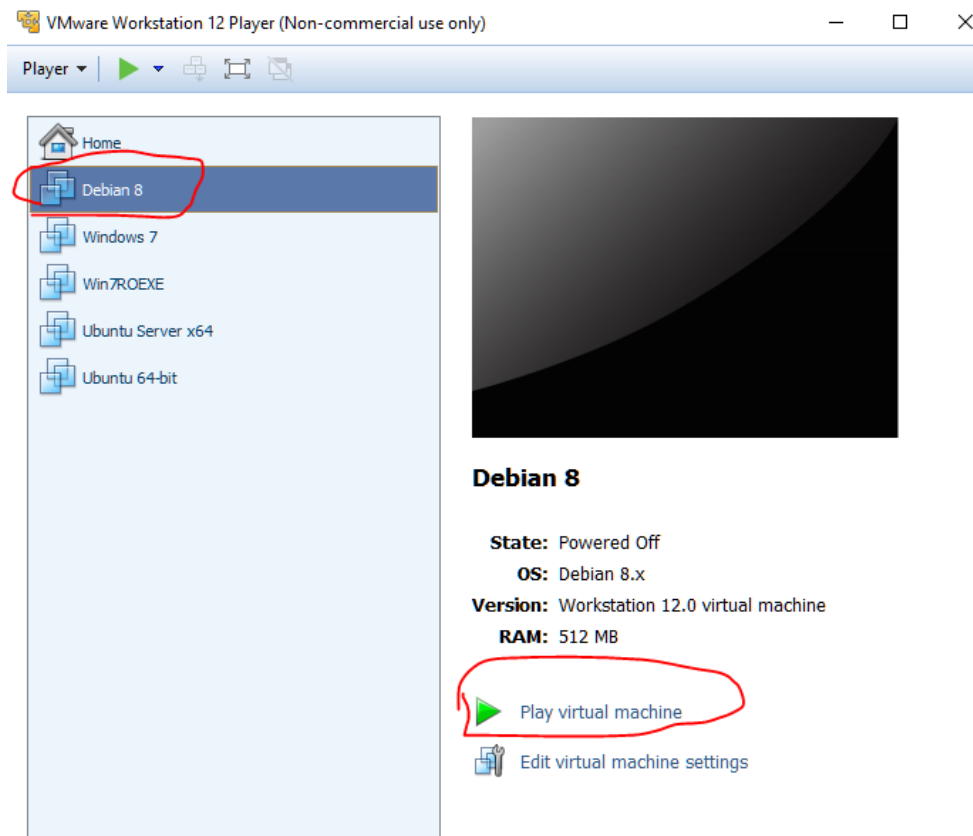 VMware Workstation 12 Player (Non-commercial use only)
Player
Home
Debian 8
Windows 7
Win7ROEXE
Ubuntu Server x64
Ubuntu 64-bit
Debian 8
State: Powered Off
OS: Debian 8.x
Version: Workstation 12.0 virtual machine
RAM: 512 MB
Play virtual machine
Edit virtual machine settings